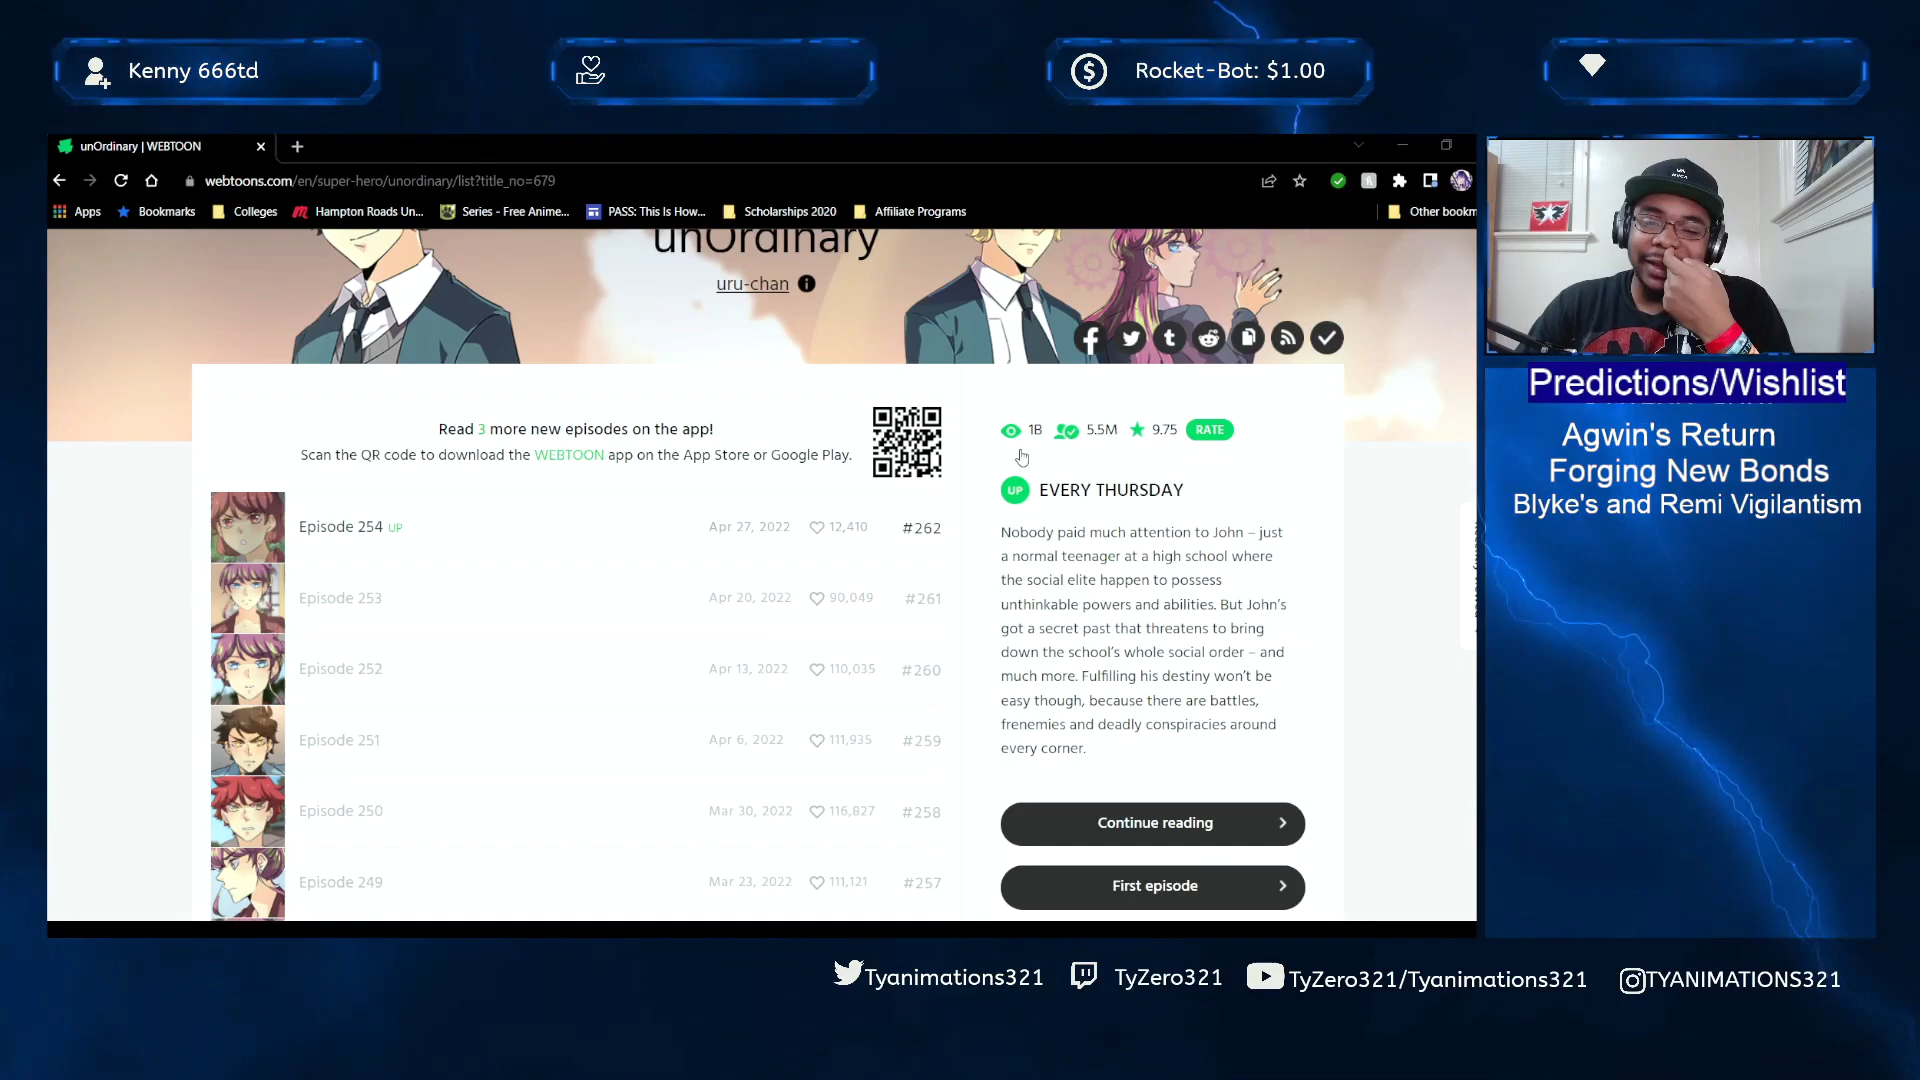 Kenny 666td
Rocket-Bot: $1.00
unOrdinary | WEBTOON
webtoons.com/en/super-hero/unordinary/list?title_no=679
Apps
Bookmarks
Colleges
Hampton Roads Un...
Series - Free Anime...
PASS: This Is How...
Scholarships 2020
Affiliate Programs
Other bookm
unOrdinary
uru-chan
Read 3 more new episodes on the app!
Scan the QR code to download the WEBTOON app on the App Store or Google Play.
Episode 254 UP Apr 27, 2022 12,410 #262
Episode 253 Apr 20, 2022 90,049 #261
Episode 252 Apr 13, 2022 110,035 #260
Episode 251 Apr 6, 2022 111,935 #259
Episode 250 Mar 30, 2022 116,827 #258
Episode 249 Mar 23, 2022 111,121 #257
1B 5.5M 9.75 RATE
UP EVERY THURSDAY
Nobody paid much attention to John – just
a normal teenager at a high school where
the social elite happen to possess
unthinkable powers and abilities. But John's
got a secret past that threatens to bring
down the school's whole social order – and
much more. Fulfilling his destiny won't be
easy though, because there are battles,
frenemies and deadly conspiracies around
every corner.
Continue reading
First episode
Predictions/Wishlist
Agwin's Return
Forging New Bonds
Blyke's and Remi Vigilantism
Tyanimations321
TyZero321
TyZero321/Tyanimations321
TYANIMATIONS321